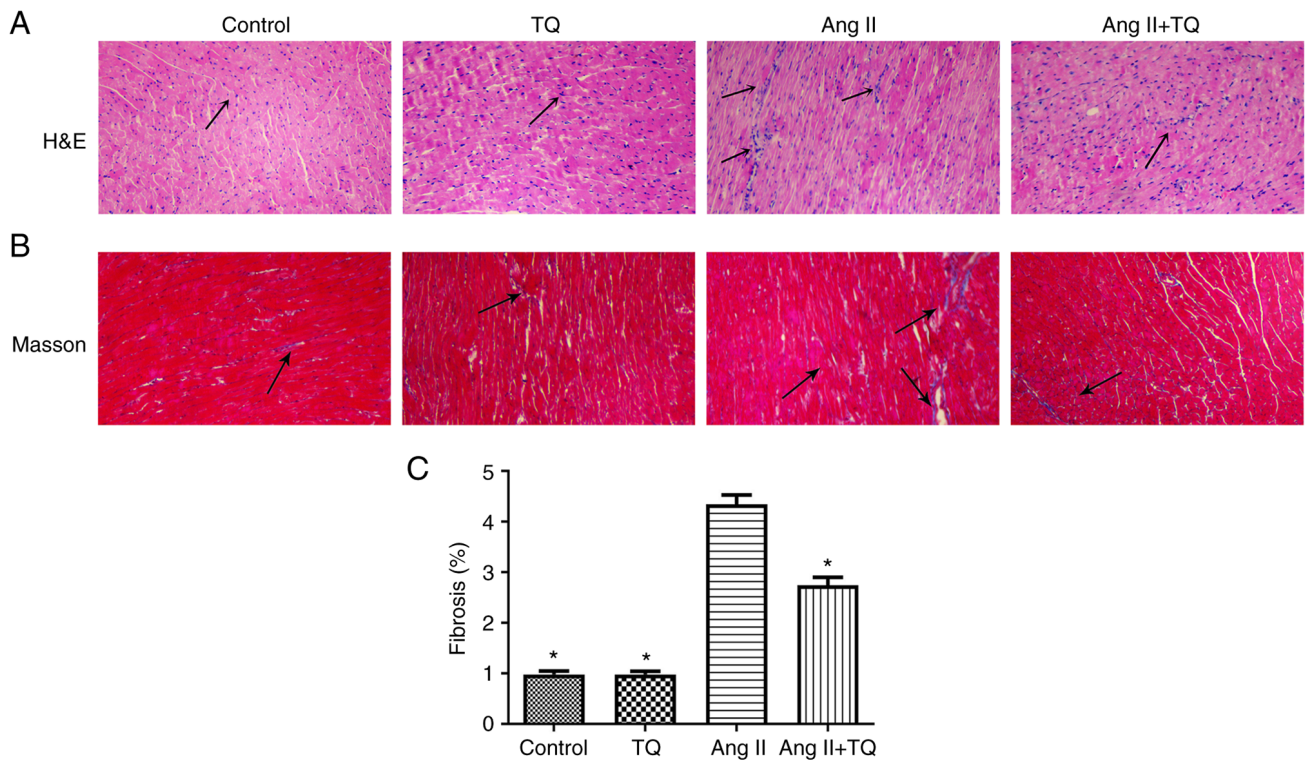 A
Control
TQ
Ang II
Ang II+TQ
H&E
B
Masson
C
Fibrosis (%)
5
4
3
2
1
0
*
*
*
Control
TQ
Ang II
Ang II+TQ